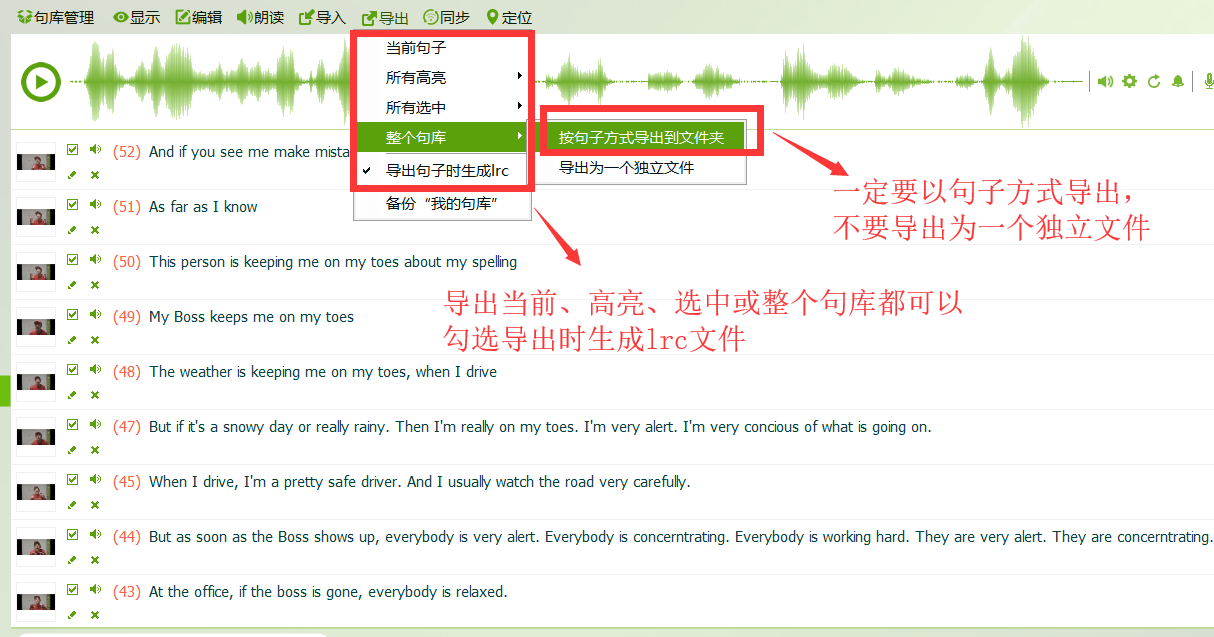 句库管理 显示 编辑 朗读 导入 导出 同步 定位
当前句子
所有高亮
所有选中
整个句库
按句子方式导出到文件夹
导出句子时生成lrc
导出为一个独立文件
备份“我的句库”
一定要以句子方式导出，
不要导出为一个独立文件
导出当前、高亮、选中或整个句库都可以
勾选导出时生成lrc文件
(52) And if you see me make mista
(51) As far as I know
(50) This person is keeping me on my toes about my spelling
(49) My Boss keeps me on my toes
(48) The weather is keeping me on my toes, when I drive
(47) But if it's a snowy day or really rainy. Then I'm really on my toes. I'm very alert. I'm very concious of what is going on.
(45) When I drive, I'm a pretty safe driver. And I usually watch the road very carefully.
(44) But as soon as the Boss shows up, everybody is very alert. Everybody is concerntrating. Everybody is working hard. They are very alert. They are concerntrating.
(43) At the office, if the boss is gone, everybody is relaxed.